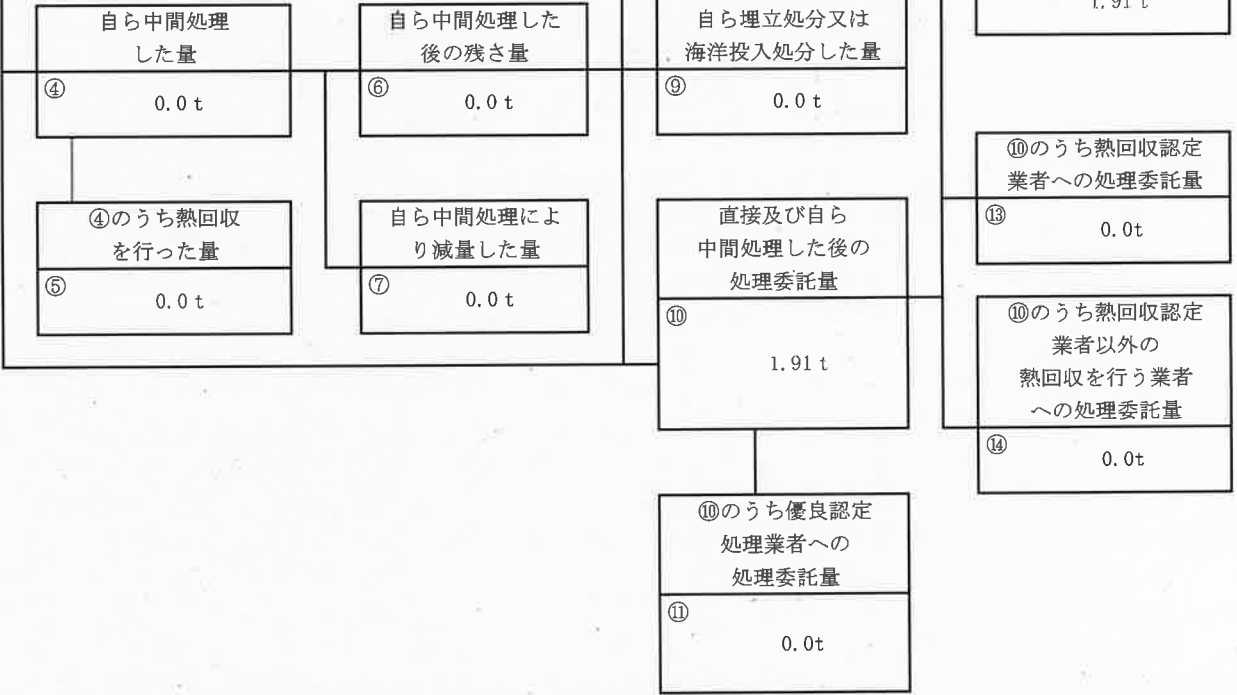 自ら中間処理
した量
④
0.0 t
自ら中間処理した
後の残さ量
⑥
0.0 t
自ら埋立処分又は
海洋投入処分した量
⑨
0.0 t
1.91 t
④のうち熱回収
を行った量
⑤
0.0 t
自ら中間処理によ
り減量した量
⑦
0.0 t
直接及び自ら
中間処理した後の
処理委託量
⑩
1.91 t
⑩のうち熱回収認定
業者への処理委託量
⑬
0.0t
⑩のうち熱回収認定
業者以外の
熱回収を行う業者
への処理委託量
⑭
0.0t
⑩のうち優良認定
処理業者への
処理委託量
⑪
0.0t